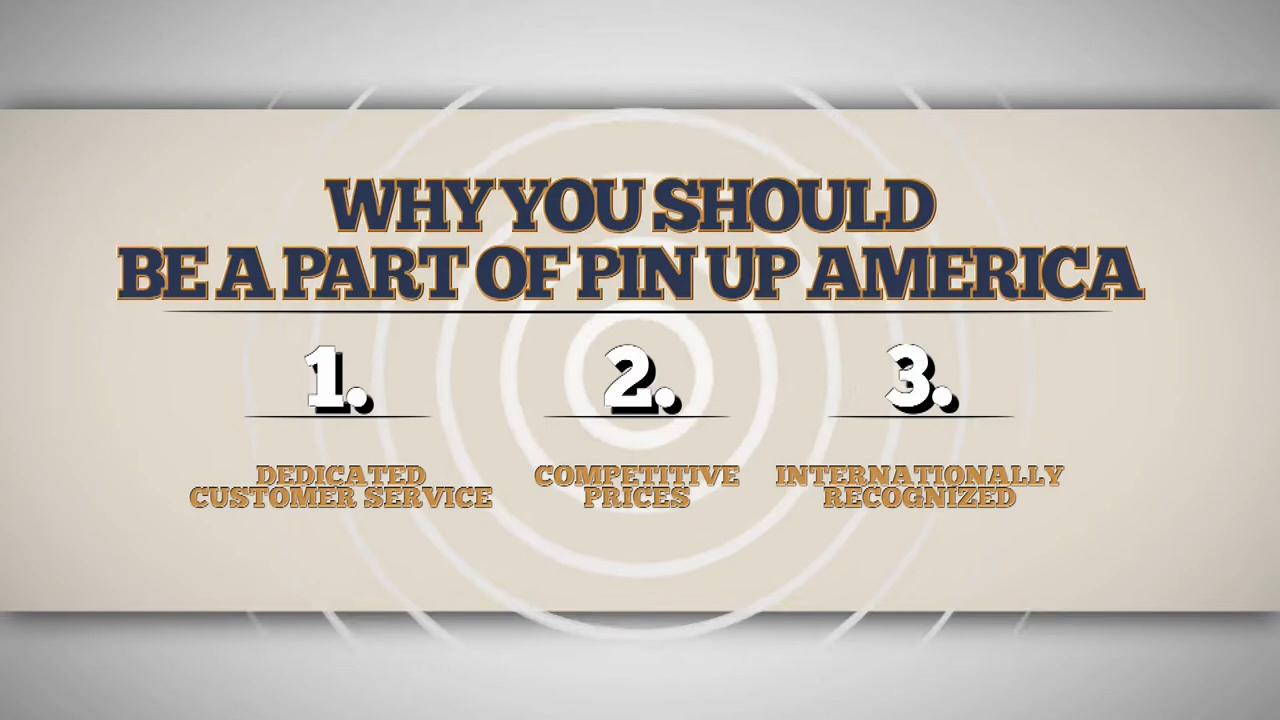 WHY YOU SHOULD
BE A PART OF PIN UP AMERICA
1. 2. 3.
DEDICATED
CUSTOMER SERVICE
COMPETITIVE
PRICES
INTERNATIONALLY
RECOGNIZED